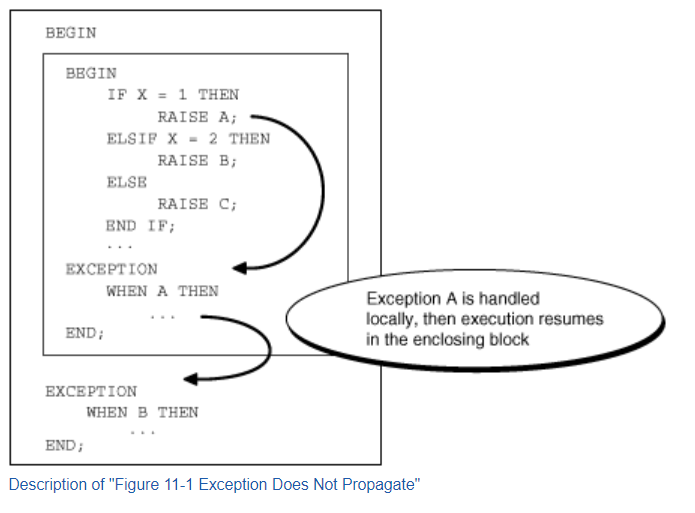 BEGIN
BEGIN
IF X = 1 THEN
RAISE A;
ELSIF X = 2 THEN
RAISE B;
ELSE
RAISE C;
END IF;
...
EXCEPTION
WHEN A THEN
...
END;
Exception A is handled
locally, then execution resumes
in the enclosing block
EXCEPTION
WHEN B THEN
...
END;
Description of "Figure 11-1 Exception Does Not Propagate"